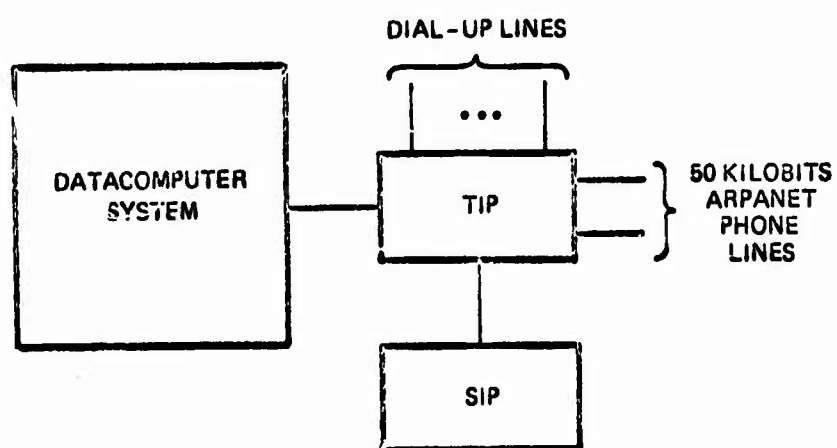 DIAL-UP LINES
DATACOMPUTER
SYSTEM
TIP
50 KILOBITS
ARPANET
PHONE
LINES
SIP